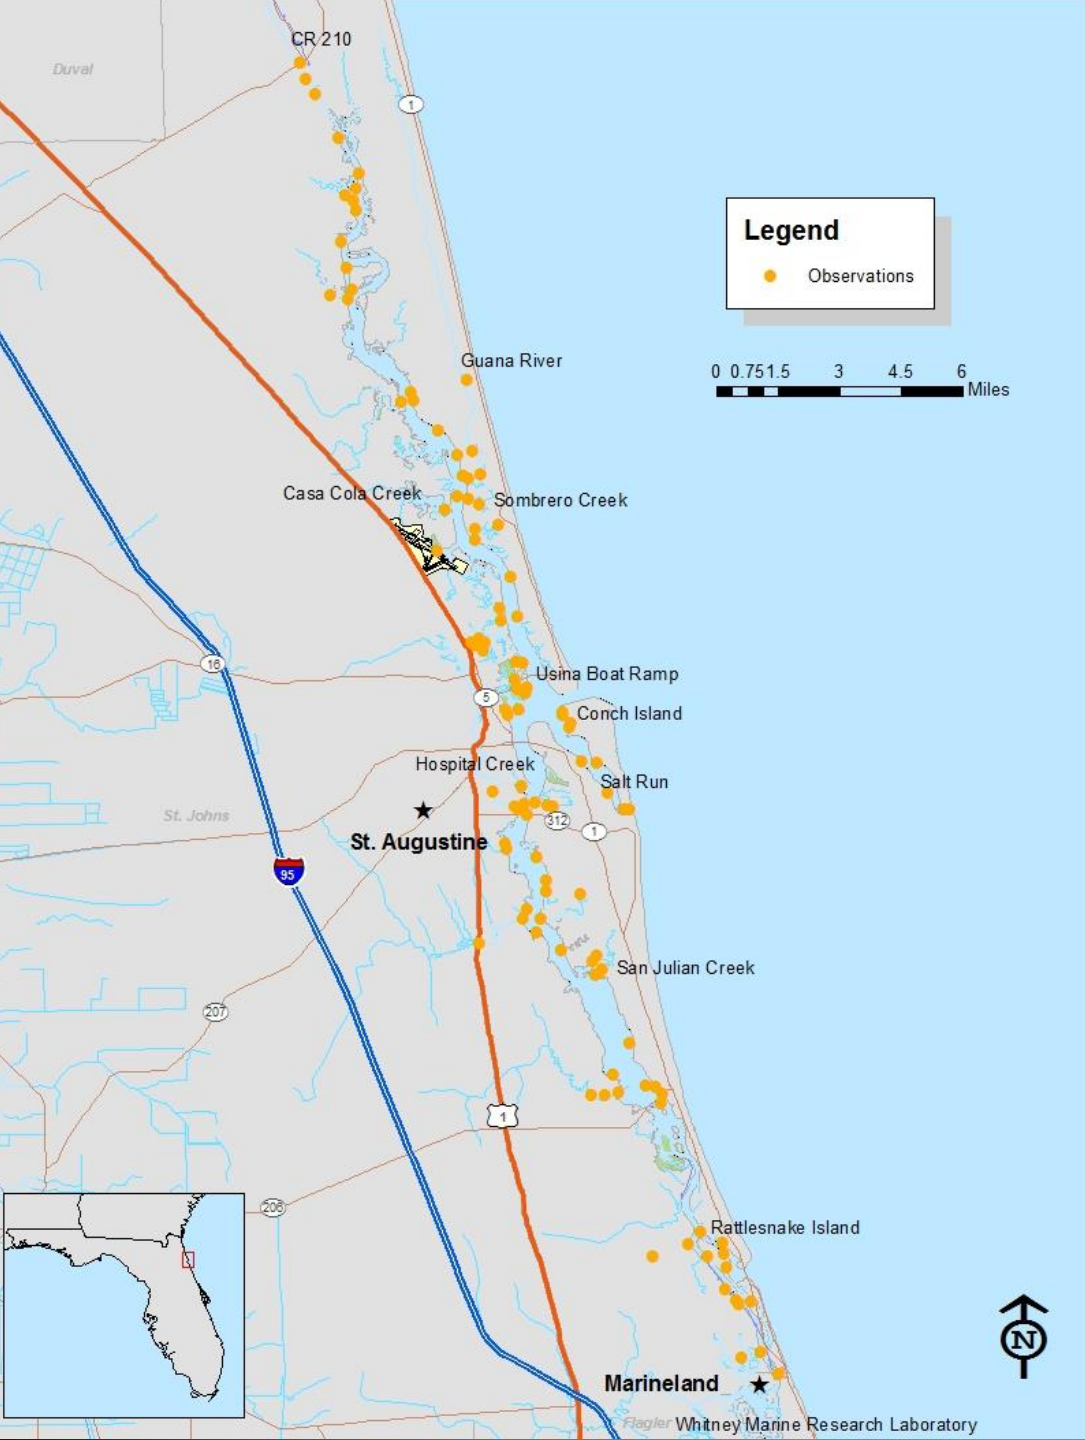 CR 210
Duval
1
Legend
Observations
Guana River
0 0.75 1.5 3 4.5 6
Miles
Casa Cola Creek
Sombrero Creek
16
Usina Boat Ramp
5
Conch Island
Hospital Creek
Salt Run
St. Johns
312
1
St. Augustine
95
San Julian Creek
207
1
206
Rattlesnake Island
N
Marineland
Flagler
Whitney Marine Research Laboratory